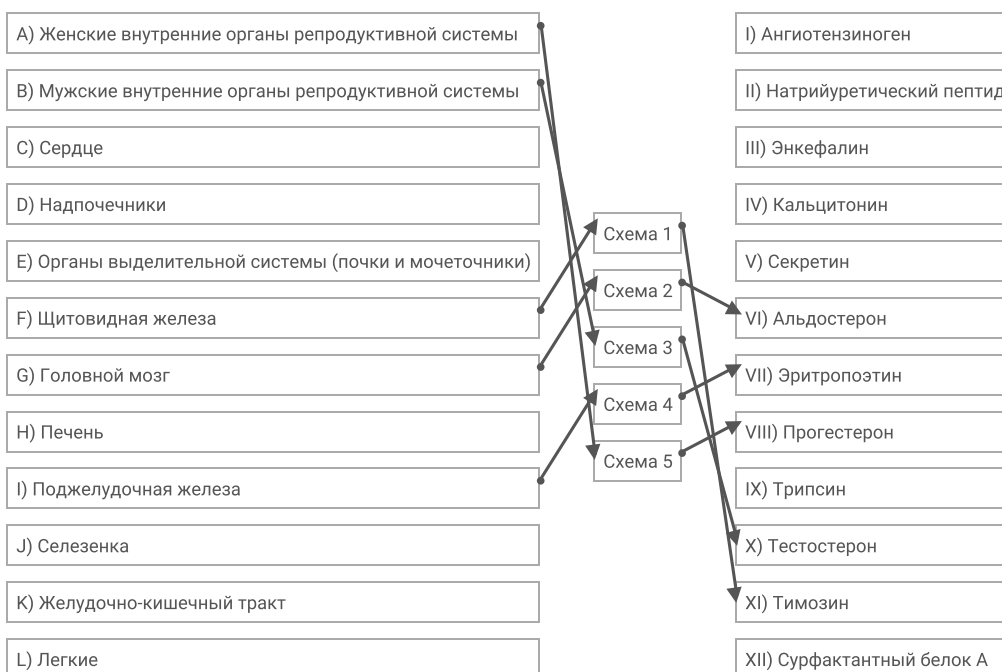 A) Женские внутренние органы репродуктивной системы
B) Мужские внутренние органы репродуктивной системы
C) Сердце
D) Надпочечники
E) Органы выделительной системы (почки и мочеточники)
F) Щитовидная железа
G) Головной мозг
H) Печень
I) Поджелудочная железа
J) Селезенка
K) Желудочно-кишечный тракт
L) Легкие
Схема 1
Схема 2
Схема 3
Схема 4
Схема 5
I) Ангиотензиноген
II) Натрийуретический пептид
III) Энкефалин
IV) Кальцитонин
V) Секретин
VI) Альдостерон
VII) Эритропоэтин
VIII) Прогестерон
IX) Трипсин
X) Тестостерон
XI) Тимозин
XII) Сурфактантный белок А